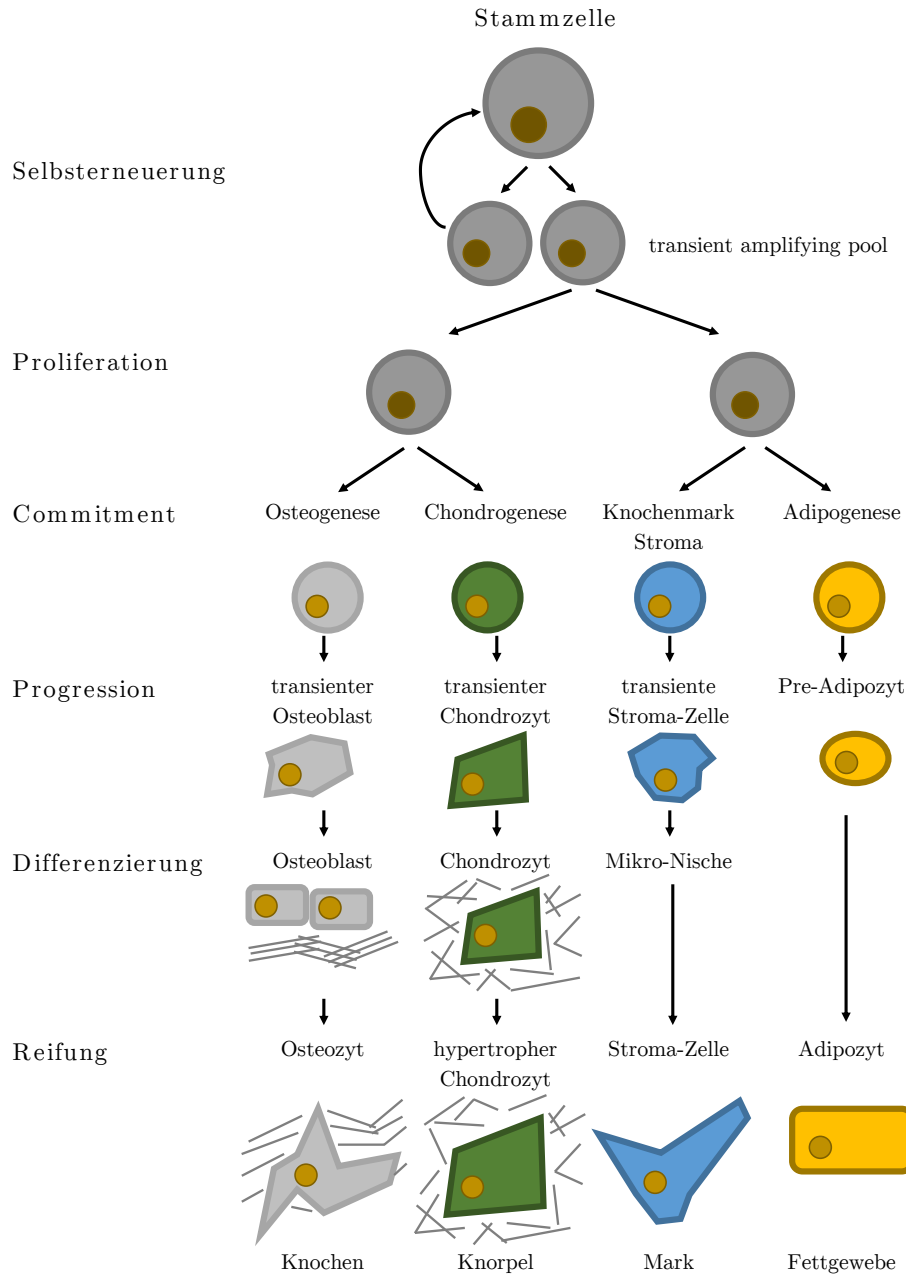 Stammzelle
Selbsterneuerung
transient amplifying pool
Proliferation
Commitment
Osteogenese
Chondrogenese
Knochenmark
Stroma
Adipogenese
Progression
transienter
Osteoblast
transienter
Chondrozyt
transiente
Stroma-Zelle
Pre-Adipozyt
Differenzierung
Osteoblast
Chondrozyt
Mikro-Nische
Reifung
Osteozyt
hypertropher
Chondrozyt
Stroma-Zelle
Adipozyt
Knochen
Knorpel
Mark
Fettgewebe